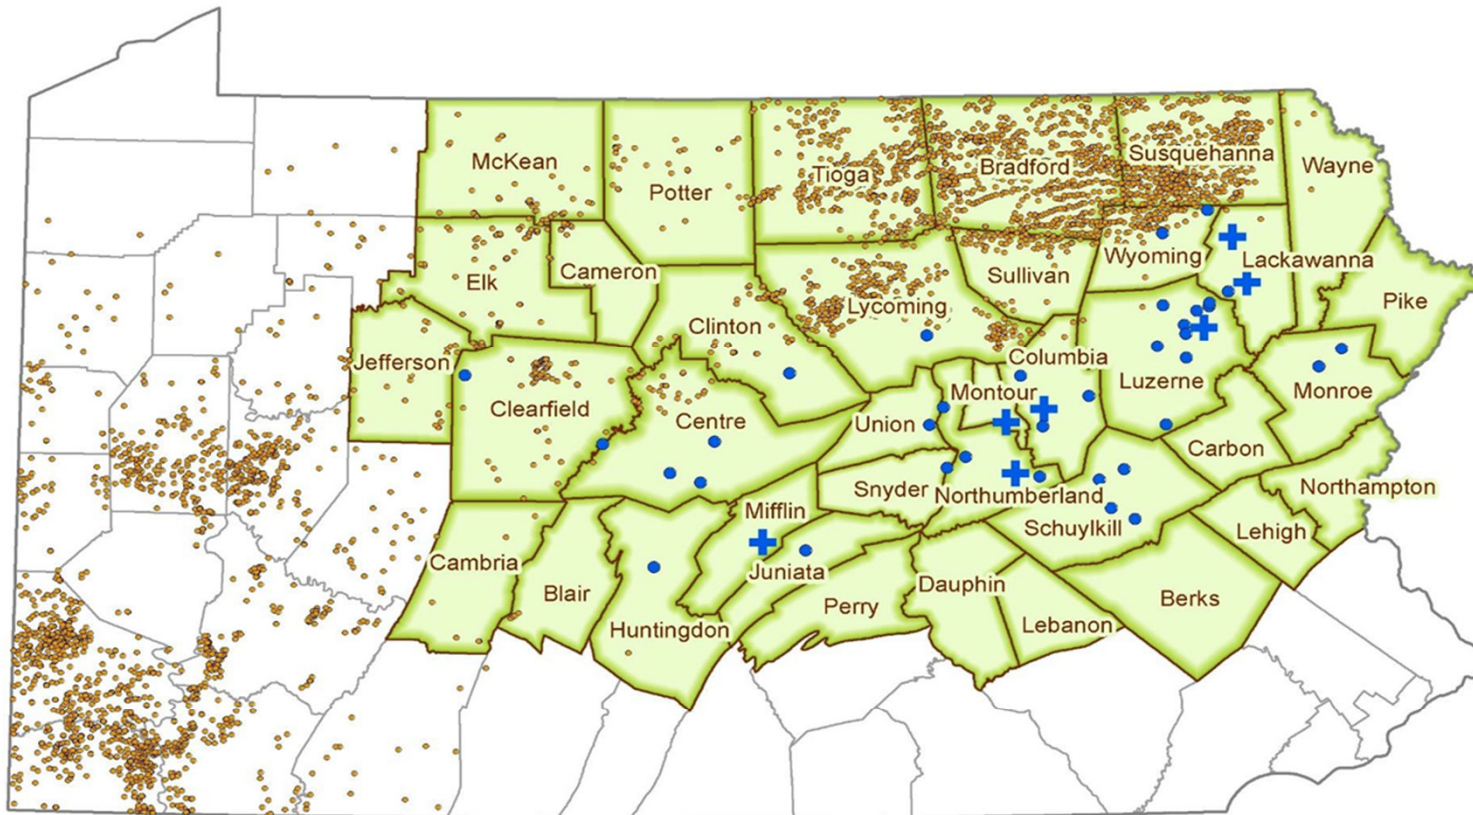 McKean
Potter
Tioga
Bradford
Susquehanna
Wayne
Elk
Cameron
Lycoming
Sullivan
Wyoming
Lackawanna
Pike
Jefferson
Clinton
Clearfield
Centre
Union
Montour
Columbia
Luzerne
Monroe
Carbon
Snyder
Northumberland
Schuylkill
Northampton
Lehigh
Mifflin
Juniata
Cambria
Blair
Huntingdon
Perry
Dauphin
Lebanon
Berks